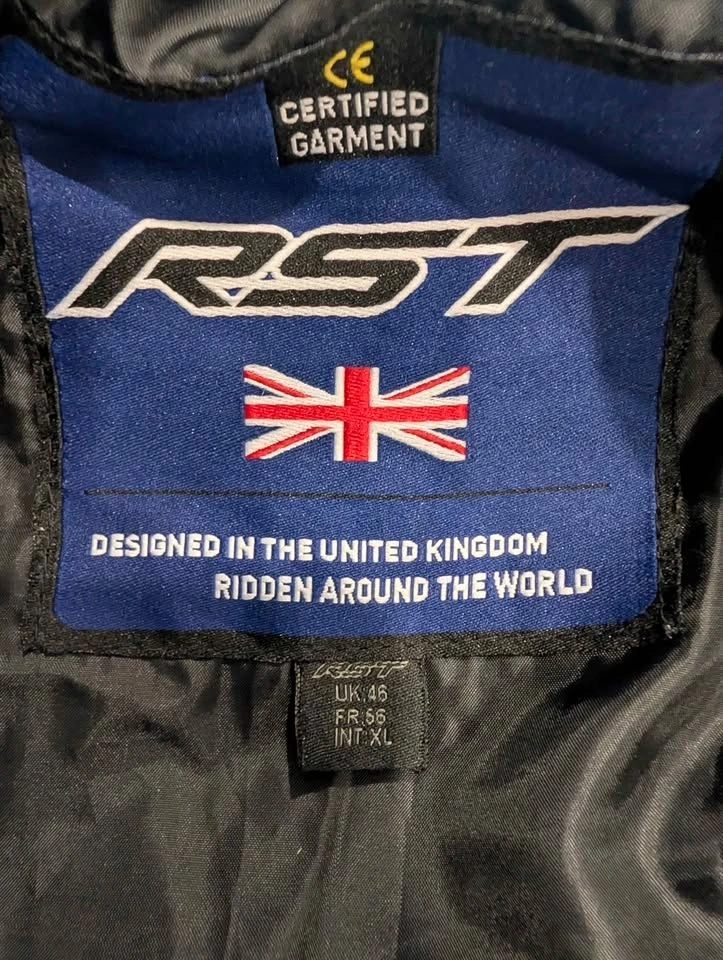 CE
CERTIFIED
GARMENT
RST
DESIGNED IN THE UNITED KINGDOM
RIDDEN AROUND THE WORLD
RST
UK:46
FR:56
INT:XL